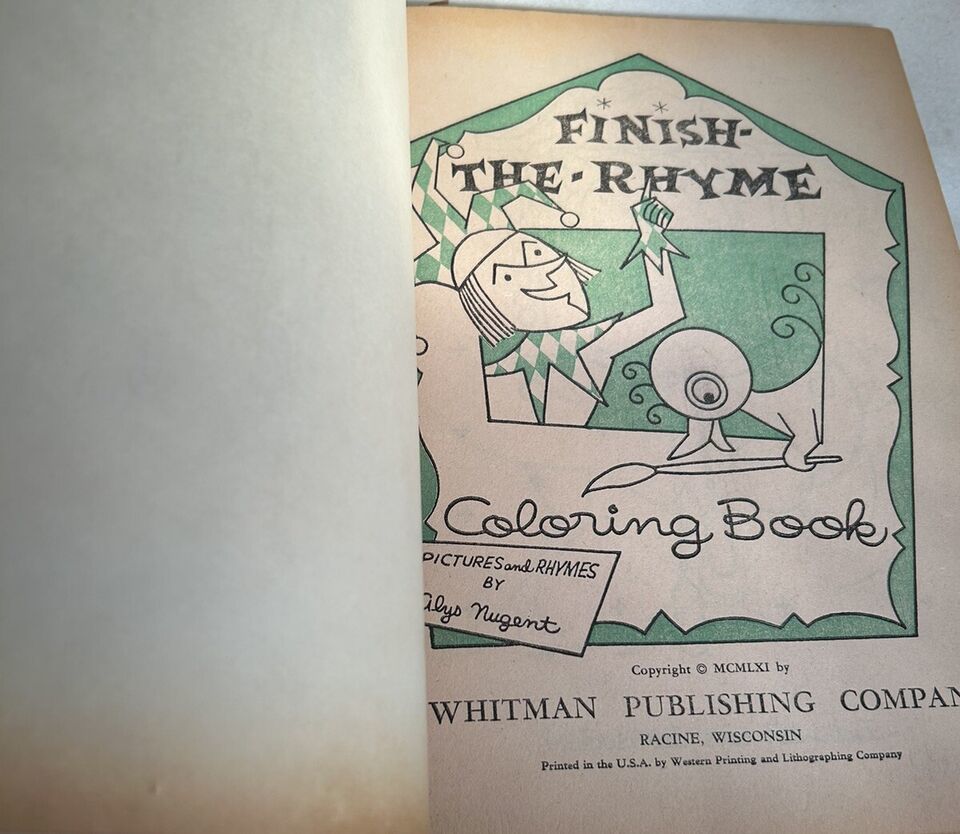 FINISH-
THE-RHYME
Coloring Book
PICTURES and RHYMES
BY
Alys Nugent
Copyright © MCMLXI by
WHITMAN PUBLISHING COMPAN
RACINE, WISCONSIN
Printed in the U.S.A. by Western Printing and Lithographing Company